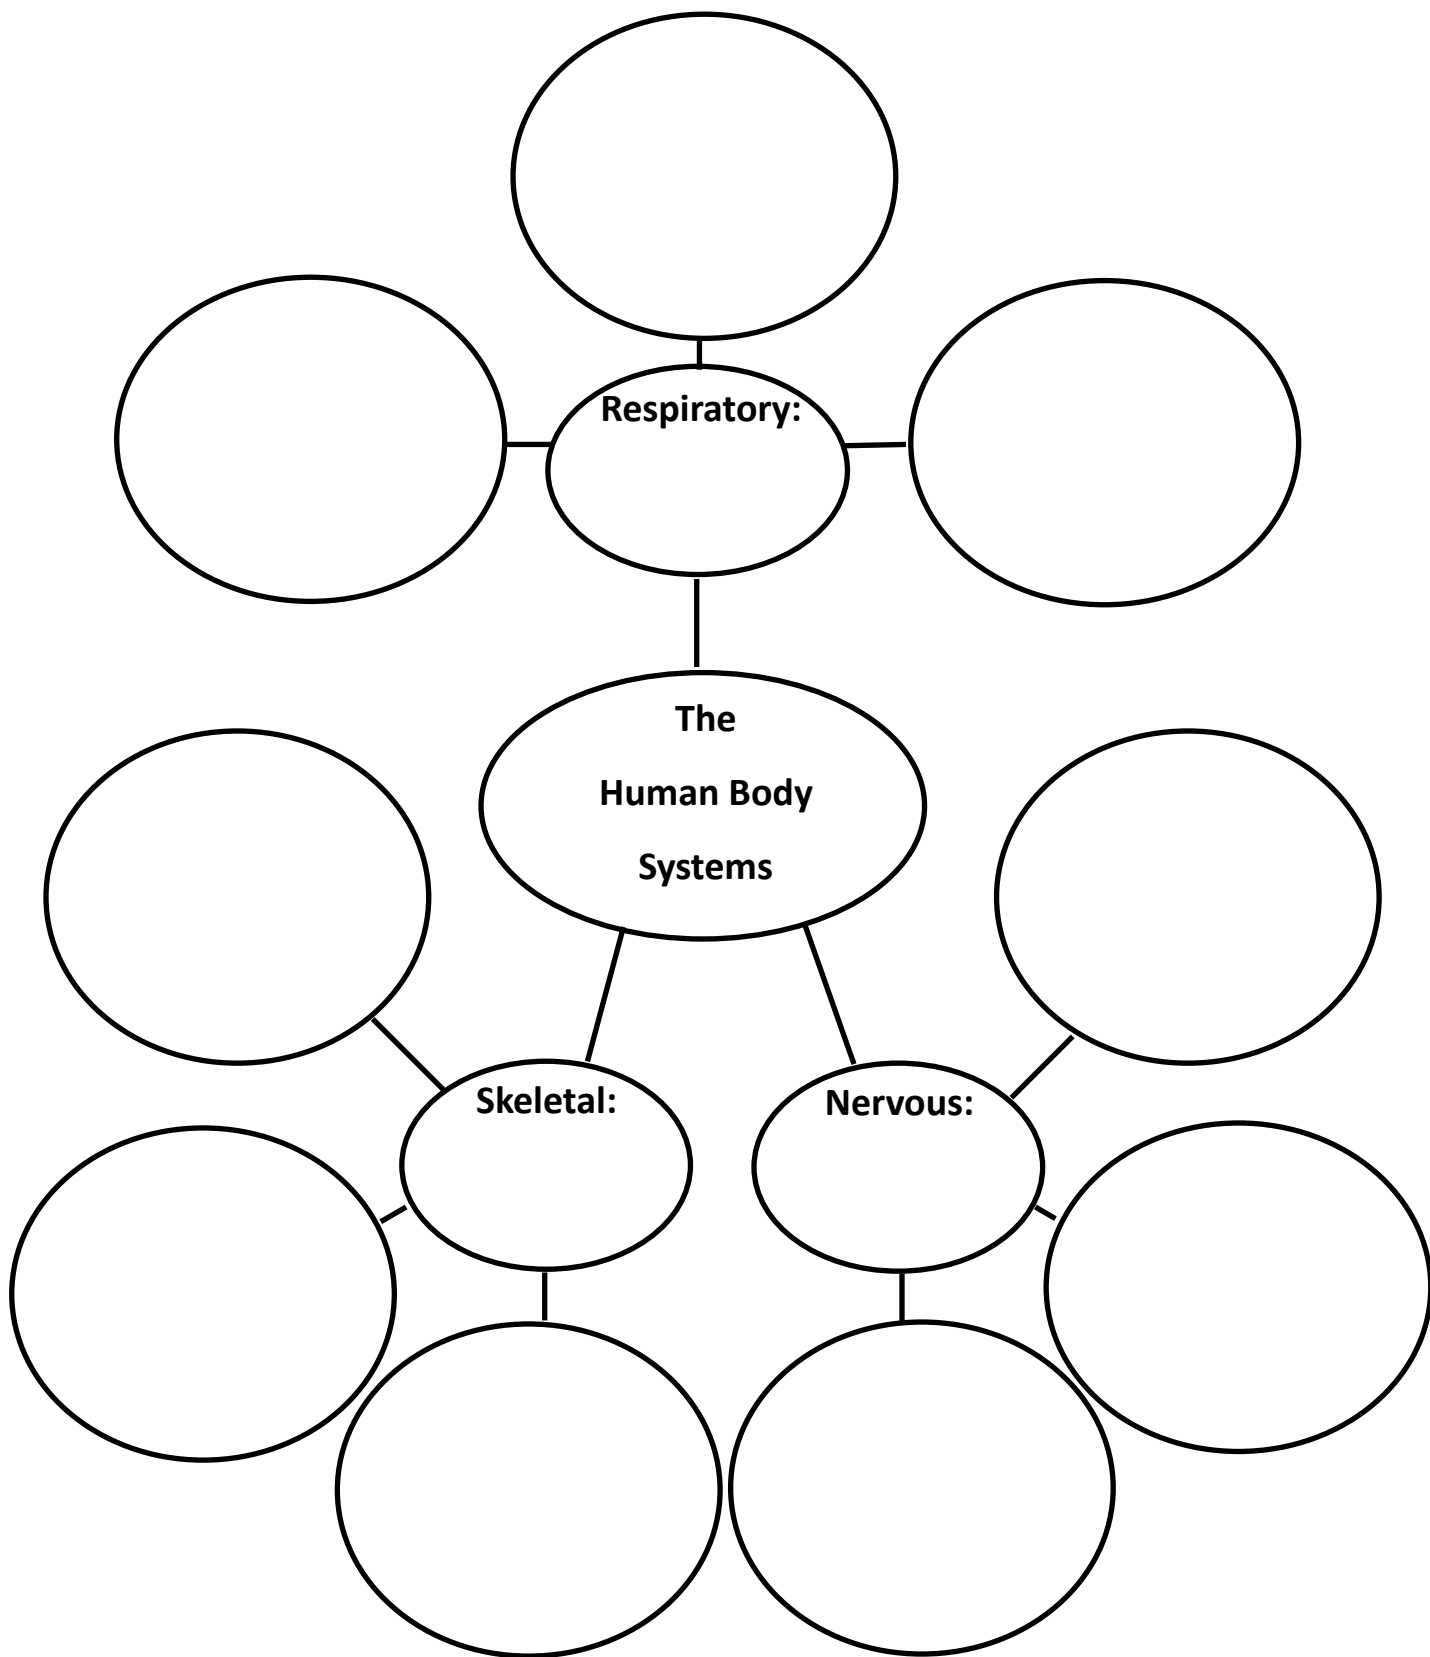 Respiratory:
The
Human Body
Systems
Skeletal:
Nervous: